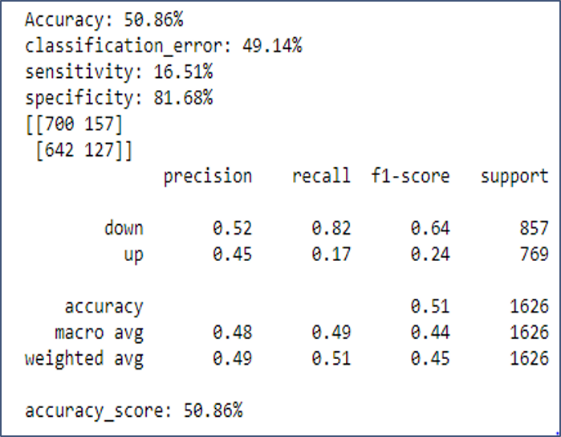 Accuracy: 50.86%
classification_error: 49.14%
sensitivity: 16.51%
specificity: 81.68%
[[700 157]
 [642 127]]
              precision    recall  f1-score   support

        down       0.52      0.82      0.64       857
          up       0.45      0.17      0.24       769

    accuracy                           0.51      1626
   macro avg       0.48      0.49      0.44      1626
weighted avg       0.49      0.51      0.45      1626

accuracy_score: 50.86%